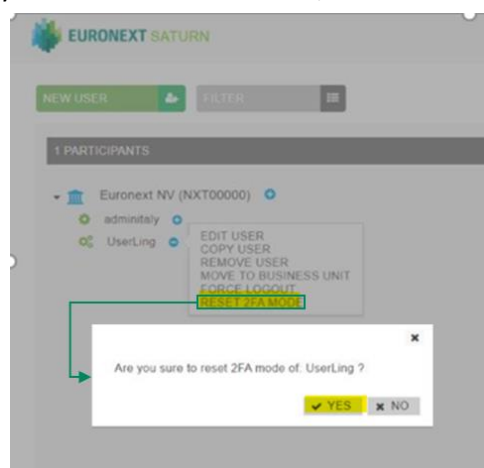 EURONEXT SATURN
NEW USER
FILTER
1 PARTICIPANTS
Euronext NV (NXT00000)
adminitaly
UserLing
EDIT USER
COPY USER
REMOVE USER
MOVE TO BUSINESS UNIT
FORCE LOGOUT
RESET 2FA MODE
Are you sure to reset 2FA mode of: UserLing ?
YES
NO